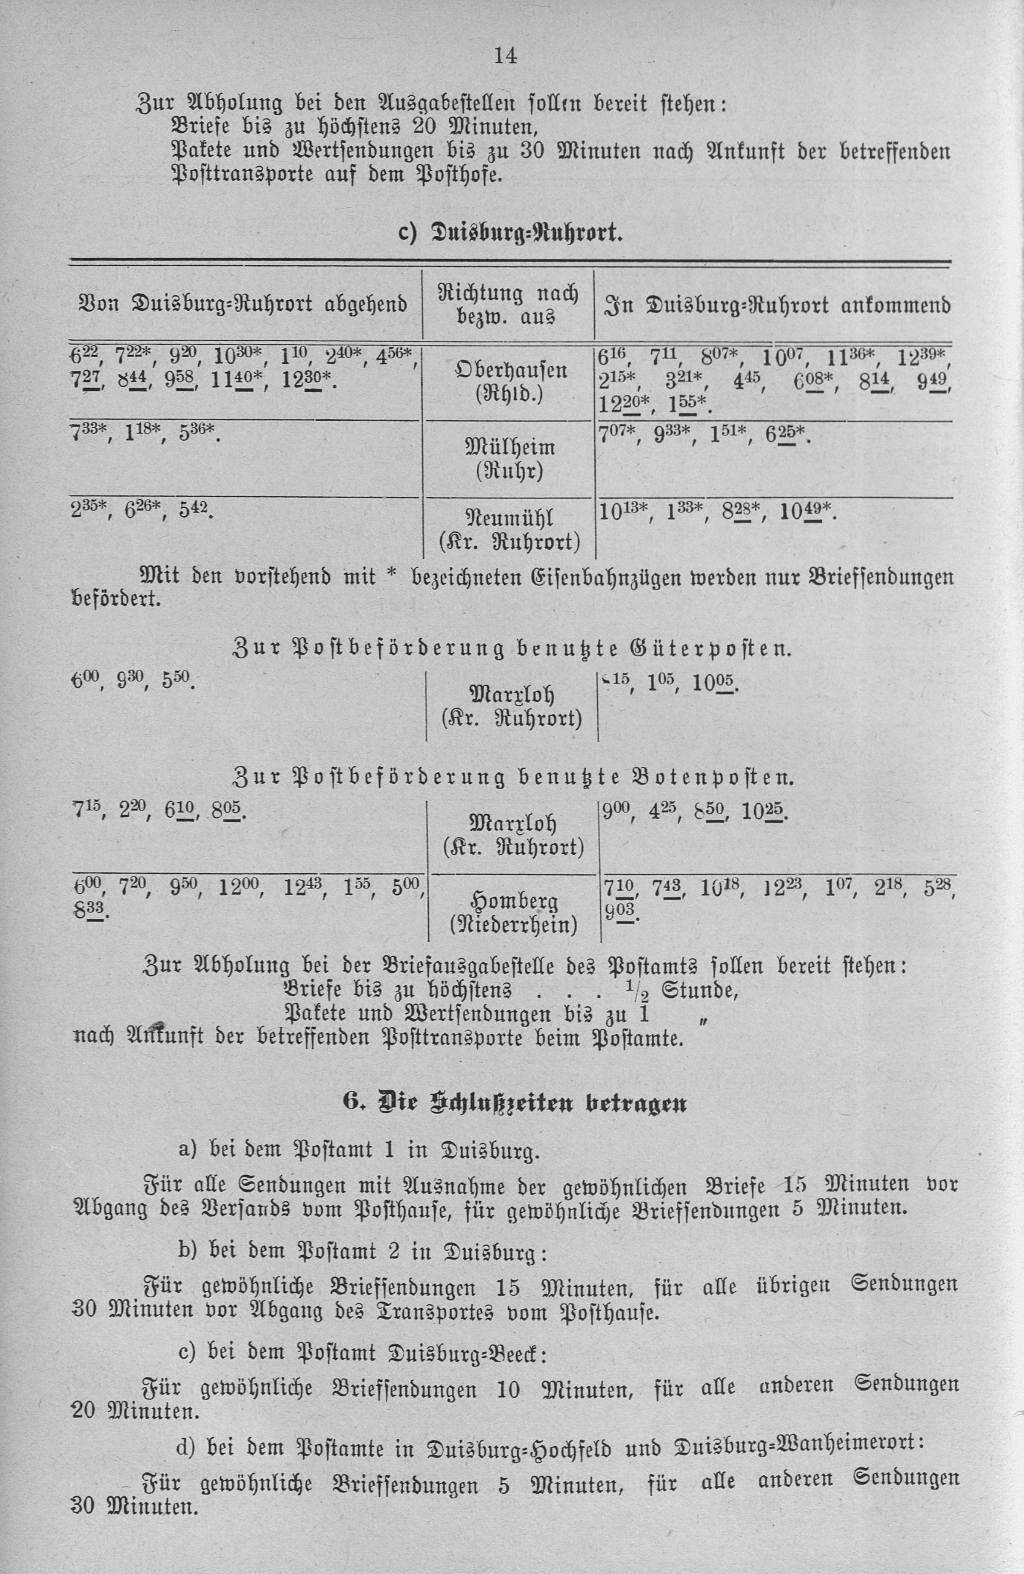 14
Zur Abholung bei den Ausgabestellen sollen bereit stehen:
Briefe bis zu höchstens 20 Minuten,
Pakete und Wertsendungen bis zu 30 Minuten nach Ankunft der betreffenden
Posttransporte auf dem Posthofe.
c) Duisburg-Ruhrort.
Von Duisburg-Ruhrort abgehend
Richtung nach
bezw. aus
In Duisburg-Ruhrort ankommend
6²², 7²²*, 9²⁰, 10³⁰*, 1¹⁰, 2⁴⁰*, 4⁵⁶*,
7²⁷, 8⁴⁴, 9⁵⁸, 11⁴⁰*, 12³⁰*.
Oberhausen
(Rhld.)
6¹⁶, 7¹¹, 8⁰⁷*, 10⁰⁷, 11³⁶*, 12³⁹*,
2¹⁵*, 3²¹*, 4⁴⁵, 6⁰⁸*, 8¹⁴, 9⁴⁹,
12²⁰*, 1⁵⁵*.
7³³*, 1¹⁸*, 5³⁶*.
Mülheim
(Ruhr)
7⁰⁷*, 9³³*, 1⁵¹*, 6²⁵*.
2³⁵*, 6²⁶*, 5⁴².
Neumühl
(Kr. Ruhrort)
10¹³*, 1³³*, 8²⁸*, 10⁴⁹*.
Mit den vorstehend mit * bezeichneten Eisenbahnzügen werden nur Briefsendungen
befördert.
Zur Postbeförderung benutzte Güterposten.
6⁰⁰, 9³⁰, 5⁵⁰.
Marxloh
(Kr. Ruhrort)
¹⁵, 1⁰⁵, 10⁰⁵.
Zur Postbeförderung benutzte Botenposten.
7¹⁵, 2²⁰, 6¹⁰, 8⁰⁵.
Marxloh
(Kr. Ruhrort)
9⁰⁰, 4²⁵, 8⁵⁰, 10²⁵.
6⁰⁰, 7²⁰, 9⁵⁰, 12⁰⁰, 12⁴³, 1⁵⁵, 5⁰⁰,
8³³.
Homberg
(Niederrhein)
7¹⁰, 7⁴³, 10¹⁸, 12²³, 1⁰⁷, 2¹⁸, 5²⁸,
9⁰³.
Zur Abholung bei der Briefausgabestelle des Postamts sollen bereit stehen:
Briefe bis zu höchstens . . . ½ Stunde,
Pakete und Wertsendungen bis zu 1 „
nach Ankunft der betreffenden Posttransporte beim Postamte.
6. Die Schlußzeiten betragen
a) bei dem Postamt 1 in Duisburg.
Für alle Sendungen mit Ausnahme der gewöhnlichen Briefe 15 Minuten vor
Abgang des Versands vom Posthause, für gewöhnliche Briefsendungen 5 Minuten.
b) bei dem Postamt 2 in Duisburg:
Für gewöhnliche Briefsendungen 15 Minuten, für alle übrigen Sendungen
30 Minuten vor Abgang des Transportes vom Posthause.
c) bei dem Postamt Duisburg-Beeck:
Für gewöhnliche Briefsendungen 10 Minuten, für alle anderen Sendungen
20 Minuten.
d) bei dem Postamte in Duisburg-Hochfeld und Duisburg-Wanheimerort:
Für gewöhnliche Briefsendungen 5 Minuten, für alle anderen Sendungen
30 Minuten.